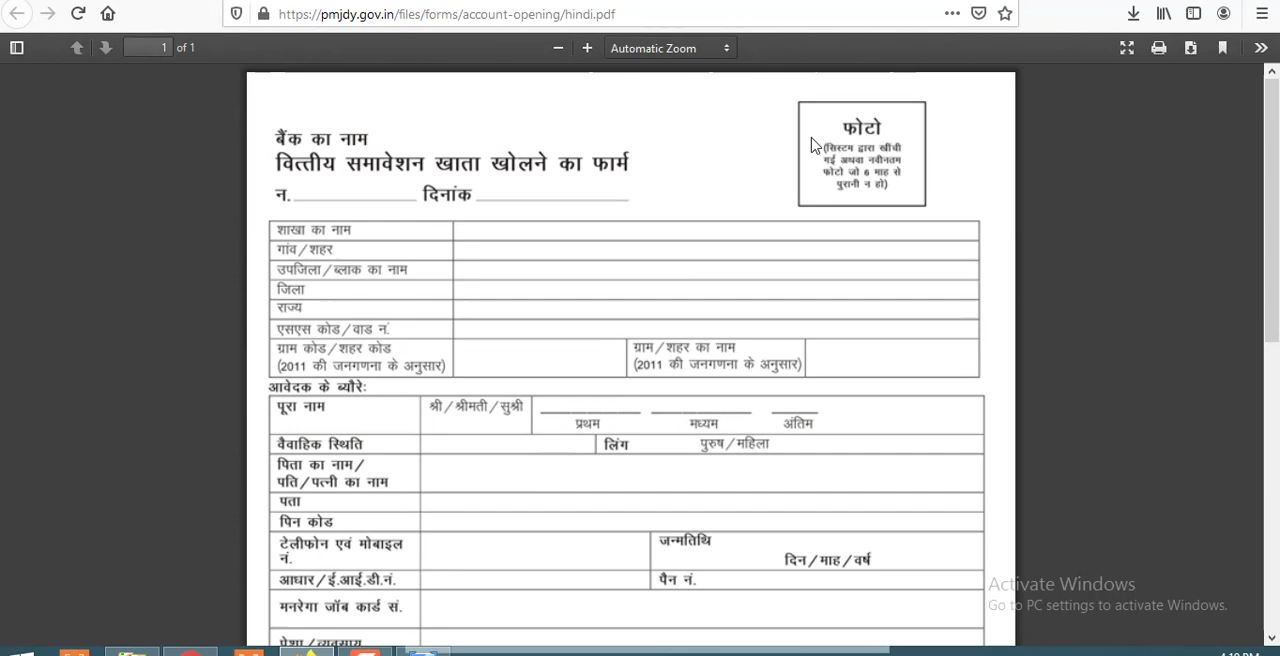 https://pmjdy.gov.in/files/forms/account-opening/hindi.pdf
1 of 1
Automatic Zoom
बैंक का नाम
वित्तीय समावेशन खाता खोलने का फार्म
न. दिनांक
फोटो
(सिस्टम द्वारा खींची
गई अथवा नवीनतम
फोटो जो 6 माह से
पुरानी न हो)
शाखा का नाम
गांव/शहर
उपजिला/ब्लाक का नाम
जिला
राज्य
एसएस कोड/वाड नं.
ग्राम कोड/शहर कोड
(2011 की जनगणना के अनुसार)
ग्राम/शहर का नाम
(2011 की जनगणना के अनुसार)
आवेदक के ब्यौरे:
पूरा नाम श्री/श्रीमती/सुश्री
प्रथम मध्यम अंतिम
वैवाहिक स्थिति लिंग पुरुष/महिला
पिता का नाम/
पति/पत्नी का नाम
पता
पिन कोड
टेलीफोन एवं मोबाइल
नं.
जन्मतिथि
दिन/माह/वर्ष
आधार/ई.आई.डी.नं. पैन नं.
मनरेगा जॉब कार्ड सं.
पेशा/व्यवसाय
Activate Windows
Go to PC settings to activate Windows.